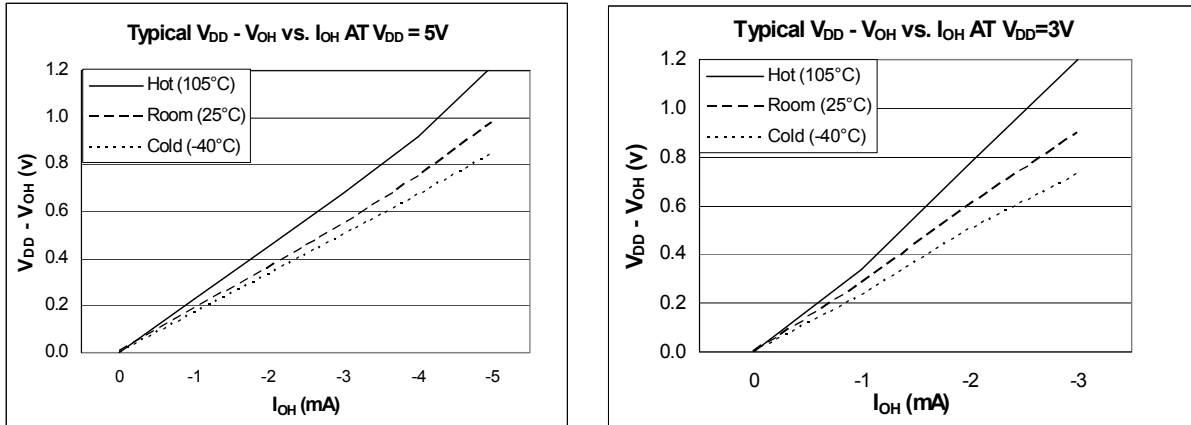 Typical VDD - VOH vs. IOH AT VDD = 5V
1.2
1.0
0.8
0.6
0.4
0.2
0.0
VDD - VOH (v)
Hot (105°C)
Room (25°C)
Cold (-40°C)
0 -1 -2 -3 -4 -5
IOH (mA)
Typical VDD - VOH vs. IOH AT VDD=3V
1.2
1.0
0.8
0.6
0.4
0.2
0.0
VDD - VOH (v)
Hot (105°C)
Room (25°C)
Cold (-40°C)
0 -1 -2 -3
IOH (mA)